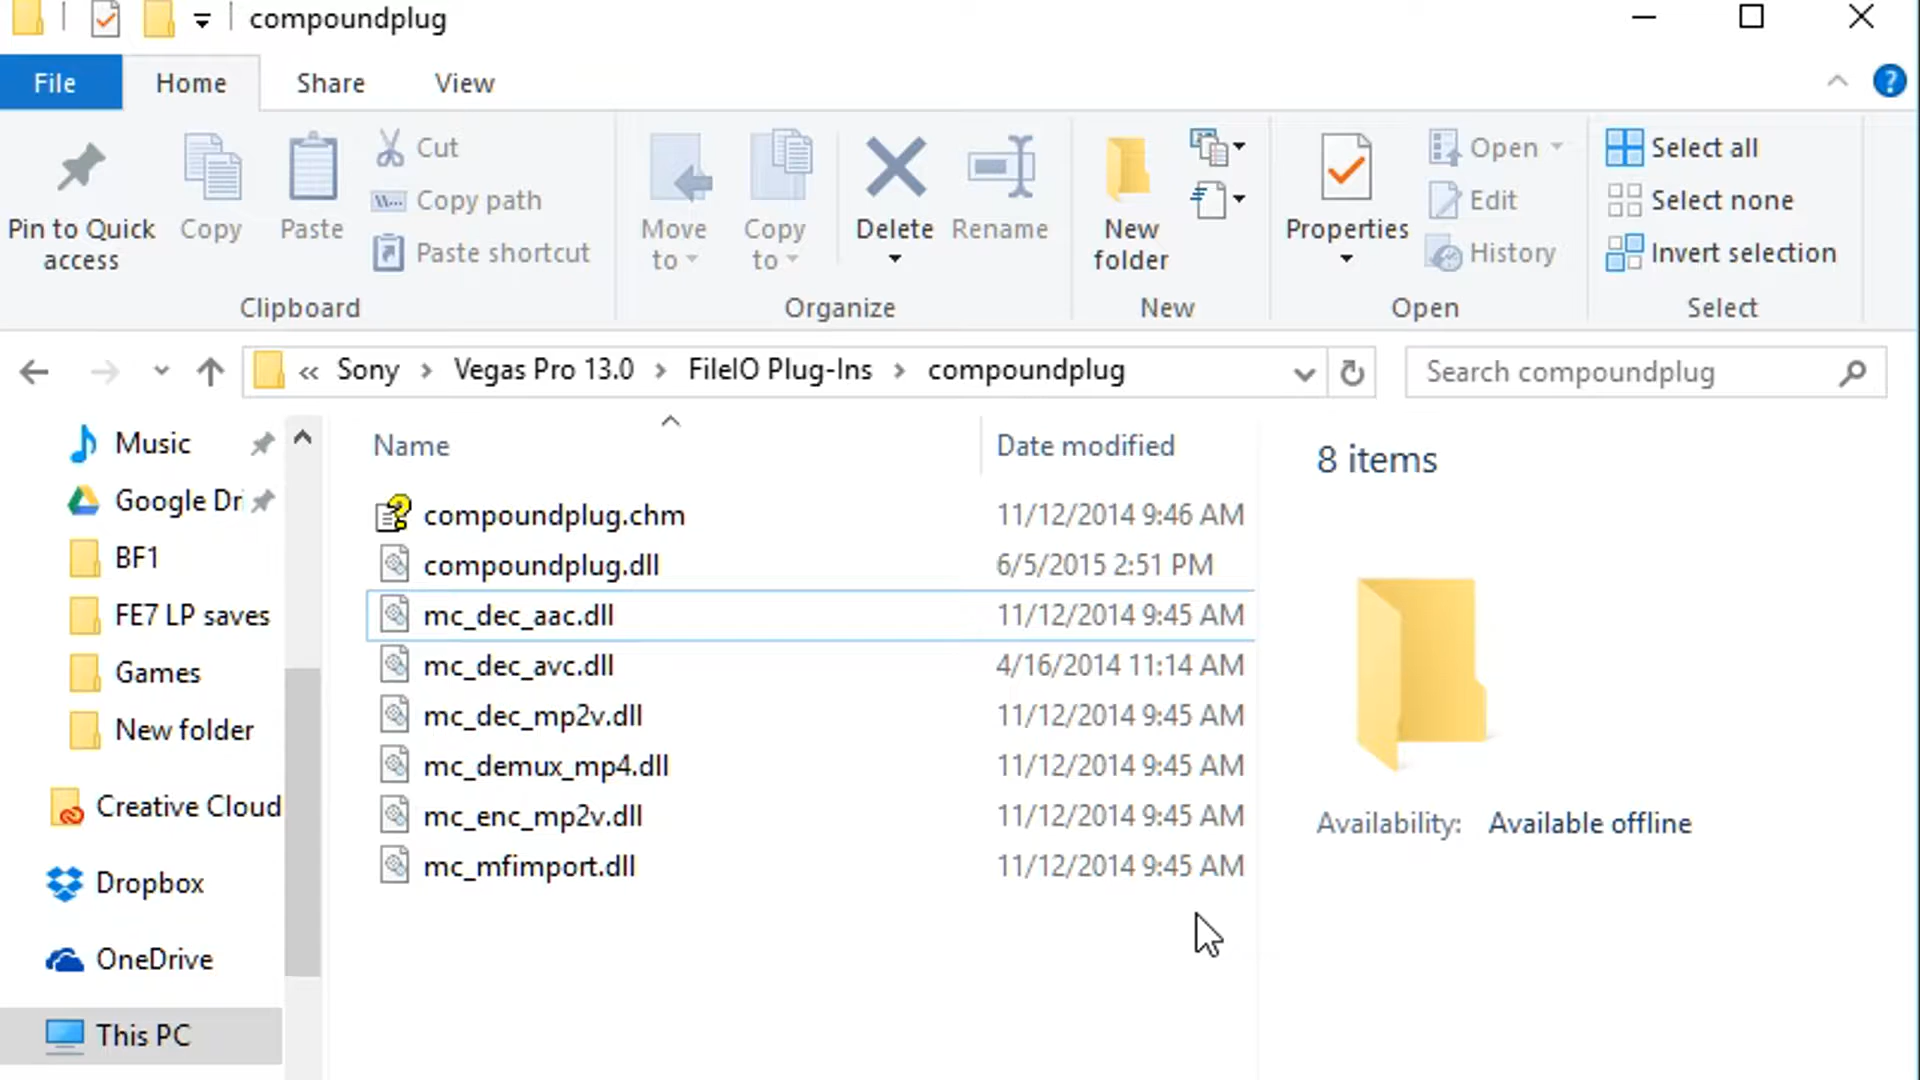 compoundplug
File Home Share View
Pin to Quick access
Copy
Paste
Cut
Copy path
Paste shortcut
Clipboard
Move to
Copy to
Delete
Rename
Organize
New folder
New
Properties
Open
Edit
History
Open
Select all
Select none
Invert selection
Select
« Sony › Vegas Pro 13.0 › FileIO Plug-Ins › compoundplug
Search compoundplug
Music
Google Dri
BF1
FE7 LP saves
Games
New folder
Creative Cloud
Dropbox
OneDrive
This PC
Name Date modified
compoundplug.chm 11/12/2014 9:46 AM
compoundplug.dll 6/5/2015 2:51 PM
mc_dec_aac.dll 11/12/2014 9:45 AM
mc_dec_avc.dll 4/16/2014 11:14 AM
mc_dec_mp2v.dll 11/12/2014 9:45 AM
mc_demux_mp4.dll 11/12/2014 9:45 AM
mc_enc_mp2v.dll 11/12/2014 9:45 AM
mc_mfimport.dll 11/12/2014 9:45 AM
8 items
Availability: Available offline